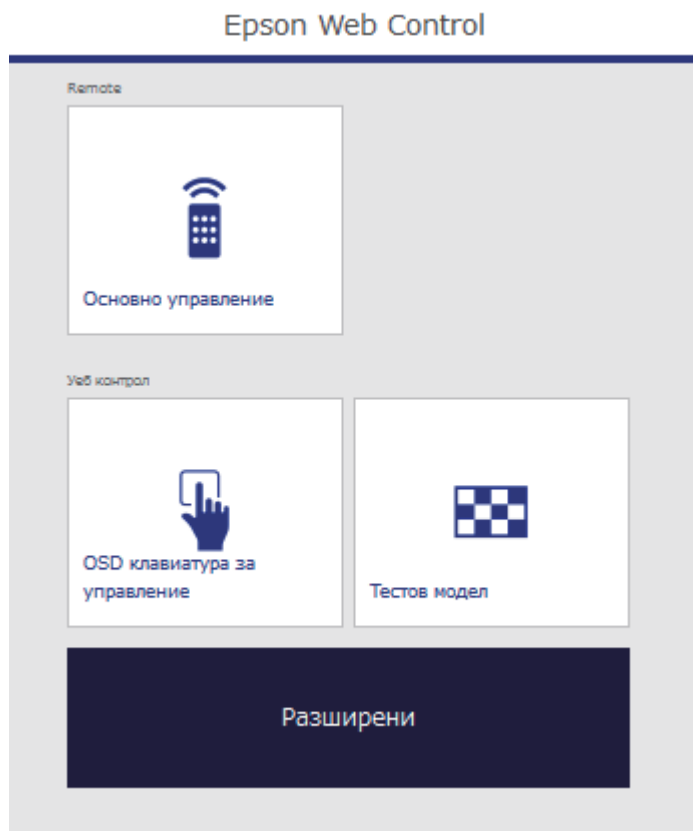 Epson Web Control
Remote
Основно управление
Уеб контрол
OSD клавиатура за
управление
Тестов модел
Разширени